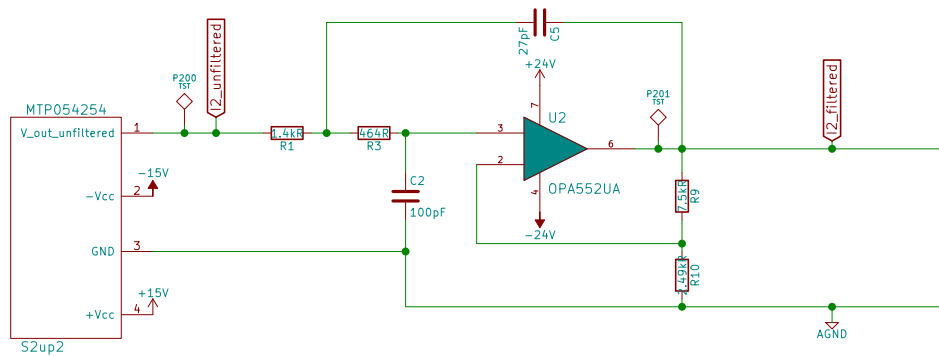 I2_unfiltered
P200
TST
MTP054254
V_out_unfiltered
1
-15V
-Vcc
2
GND
3
+15V
+Vcc
4
S2up2
1.4kR
R1
464R
R3
C2
100pF
27pF
C5
+24V
7
U2
3
2
6
4
OPA552UA
-24V
P201
TST
I2_filtered
7.5kR
R9
2.49kR
R10
AGND